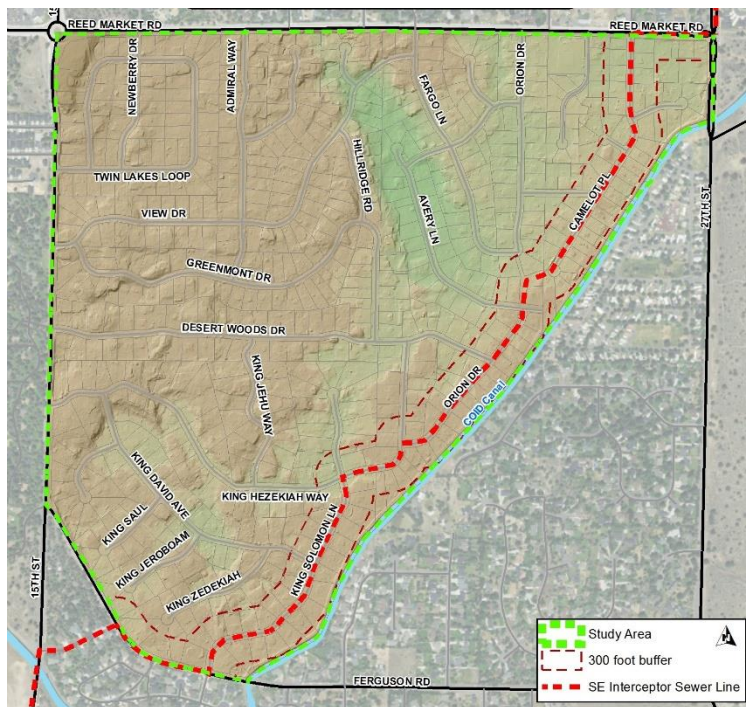 15
REED MARKET RD
REED MARKET RD
NEWBERRY DR
ADMIRAL WAY
FARGO LN
ORION DR
HILLRIDGE RD
TWIN LAKES LOOP
CAMELOT PL
AVERY LN
27TH ST
VIEW DR
GREENMONT DR
DESERT WOODS DR
KING JEHU WAY
ORION DR
COID Canal
KING DAVID AVE
KING HEZEKIAH WAY
KING SAUL
KING JEROBOAM
KING SOLOMON LN
15TH ST
KING ZEDEKIAH
FERGUSON RD
Study Area
300 foot buffer
SE Interceptor Sewer Line